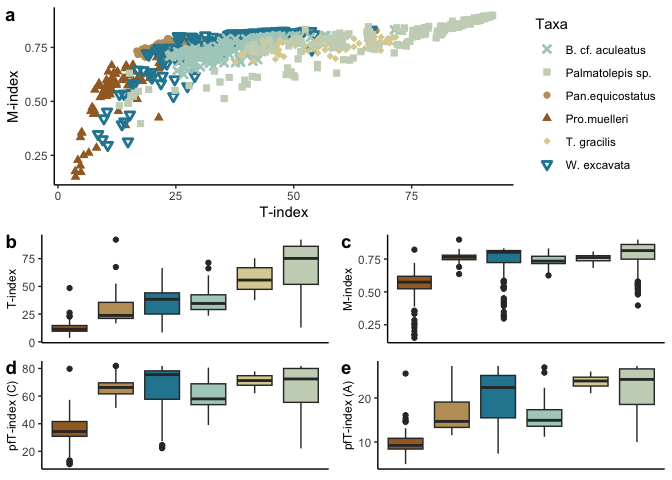 a
0.75
0.50
0.25
M-index
0
25
50
75
T-index
Taxa
B. cf. aculeatus
Palmatolepis sp.
Pan.equicostatus
Pro.muelleri
T. gracilis
W. excavata
b
75
50
25
0
T-index
c
0.75
0.50
0.25
M-index
d
80
60
40
20
pfT-index (C)
e
20
10
pfT-index (A)